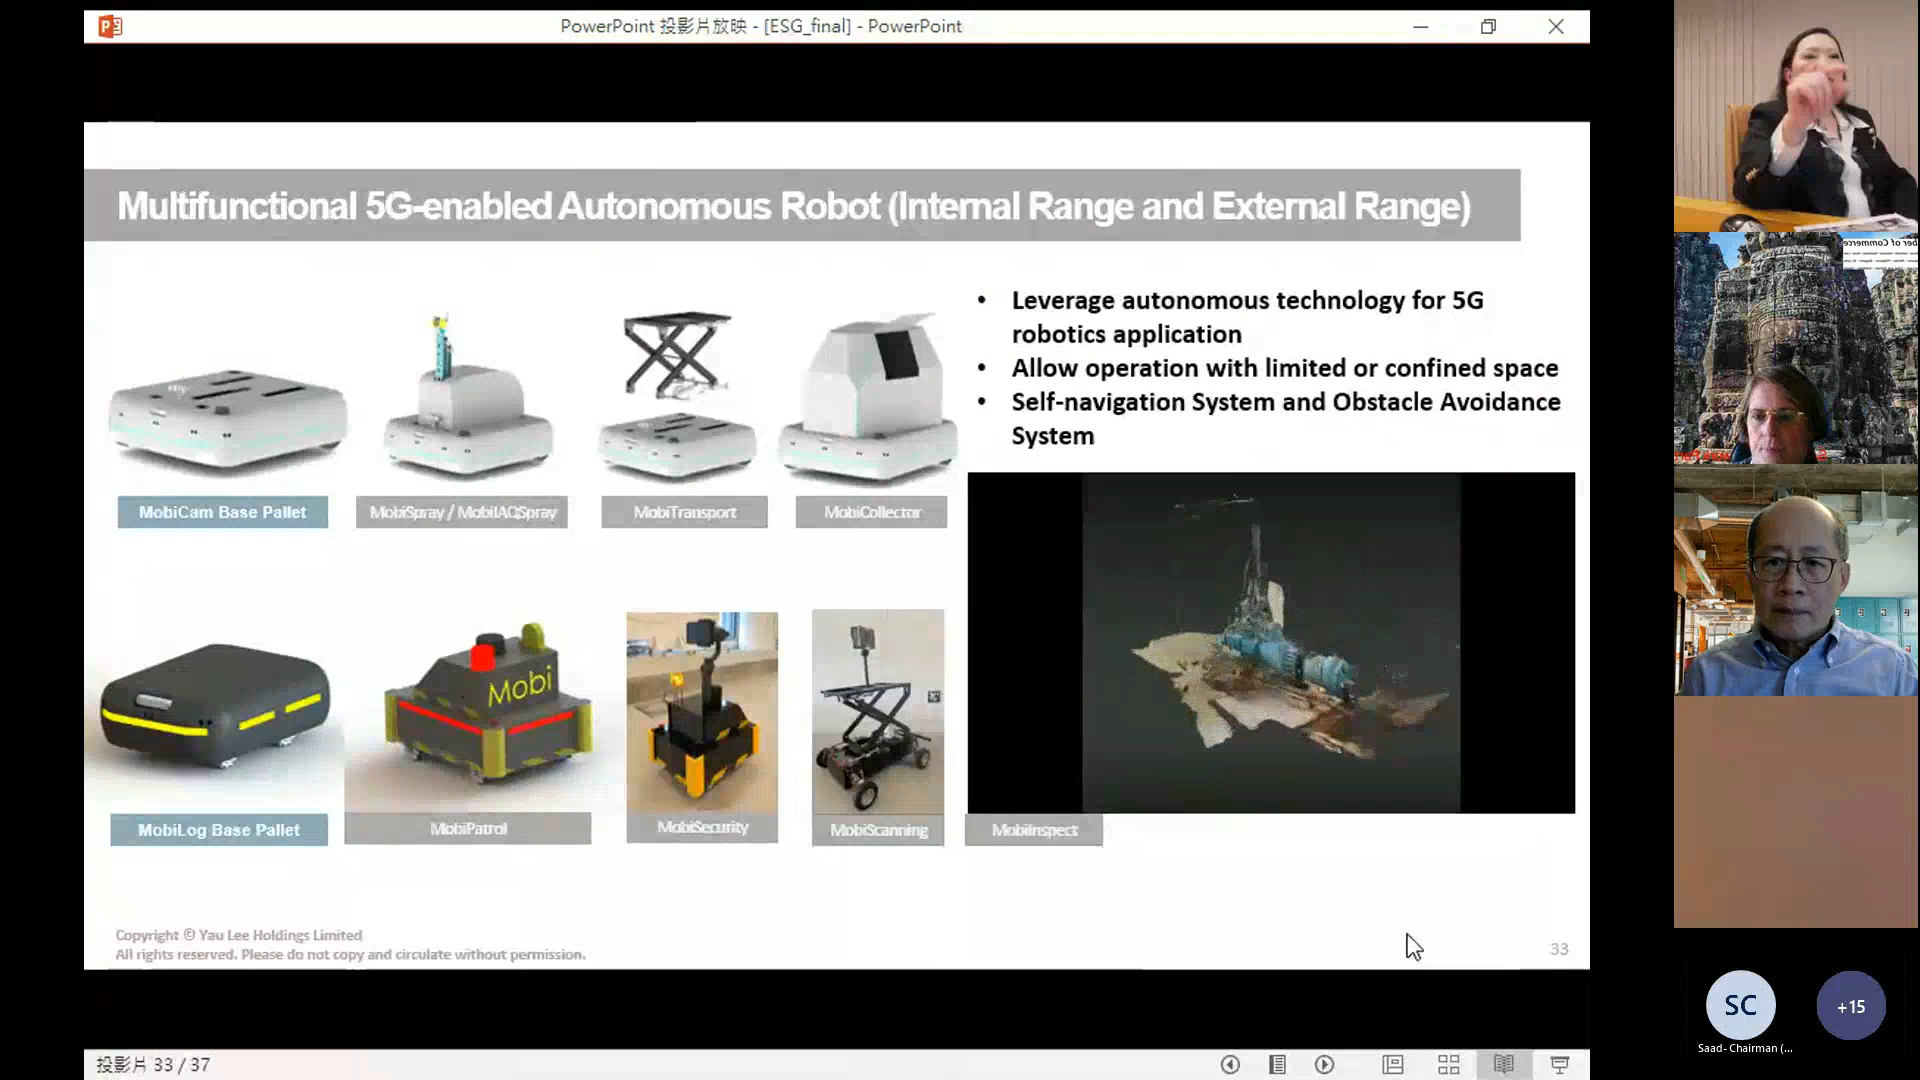 PowerPoint 投影片放映 - [ESG_final] - PowerPoint
Multifunctional 5G-enabled Autonomous Robot (Internal Range and External Range)
• Leverage autonomous technology for 5G
robotics application
• Allow operation with limited or confined space
• Self-navigation System and Obstacle Avoidance
System
MobiCam Base Pallet
MobiSpray / MobiIAQSpray
MobiTransport
MobiCollector
Mobi
MobiLog Base Pallet
MobiPatrol
MobiSecurity
MobiScanning
MobiInspect
Copyright © Yau Lee Holdings Limited
All rights reserved. Please do not copy and circulate without permission.
33
投影片 33 / 37
ber of Commerce
SC
+15
Saad- Chairman (...